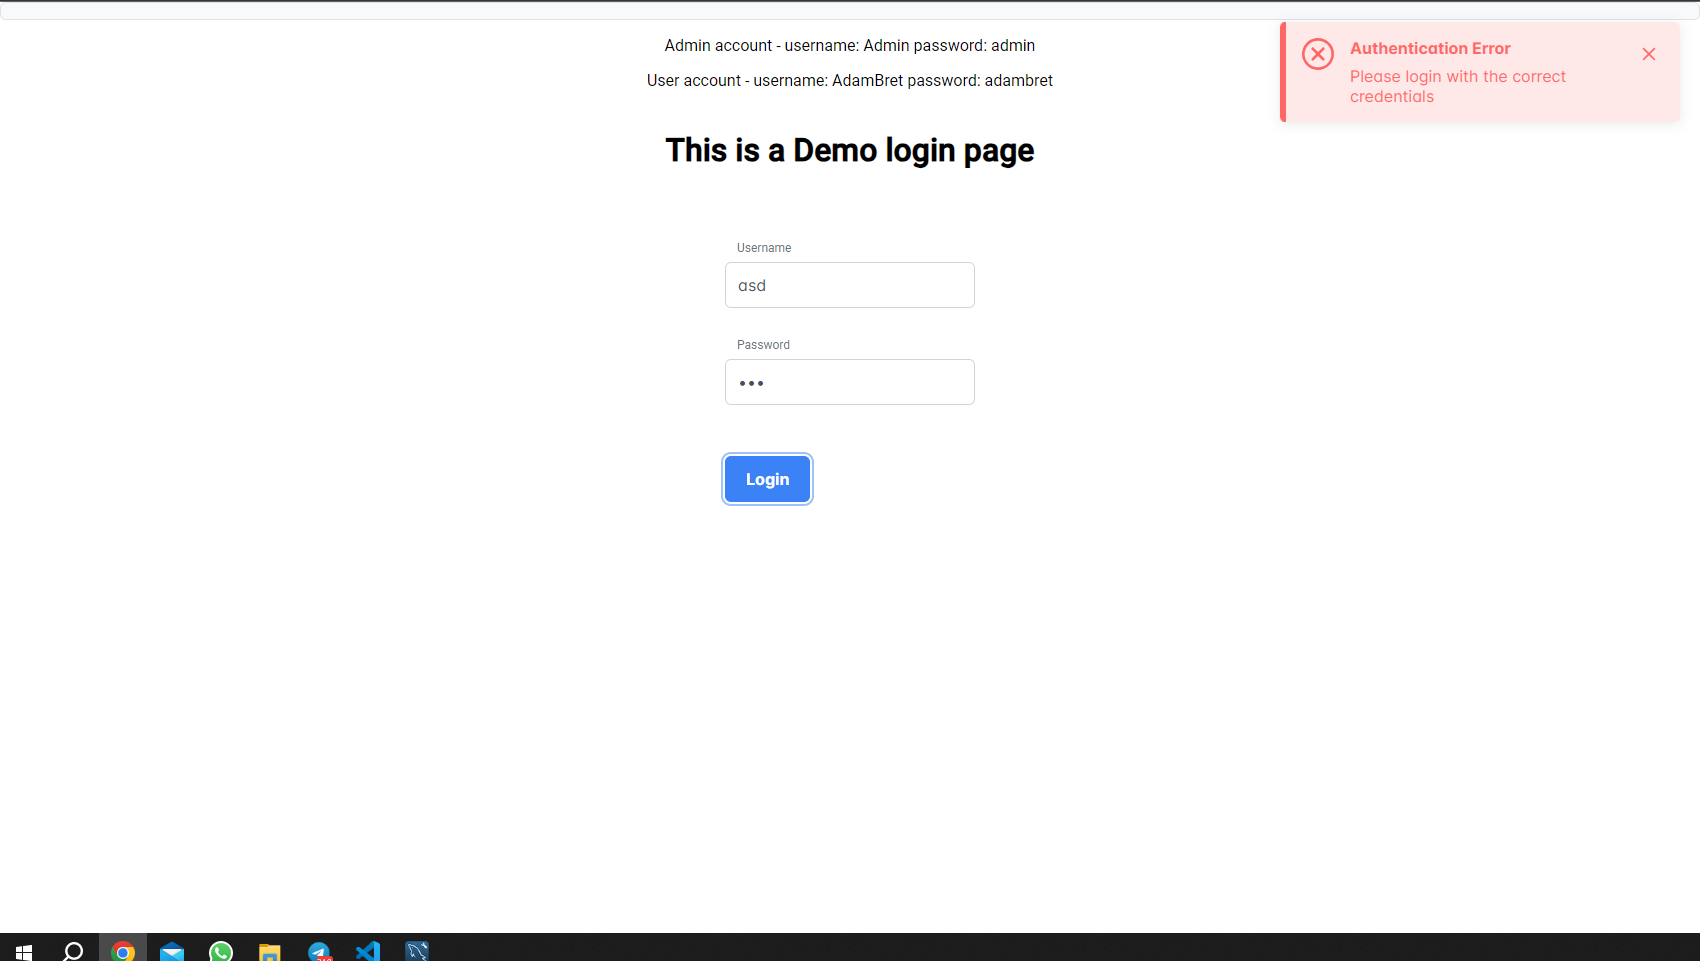 Admin account - username: Admin password: admin
User account - username: AdamBret password: adambret
Authentication Error
Please login with the correct
credentials
This is a Demo login page
Username
asd
Password
Login